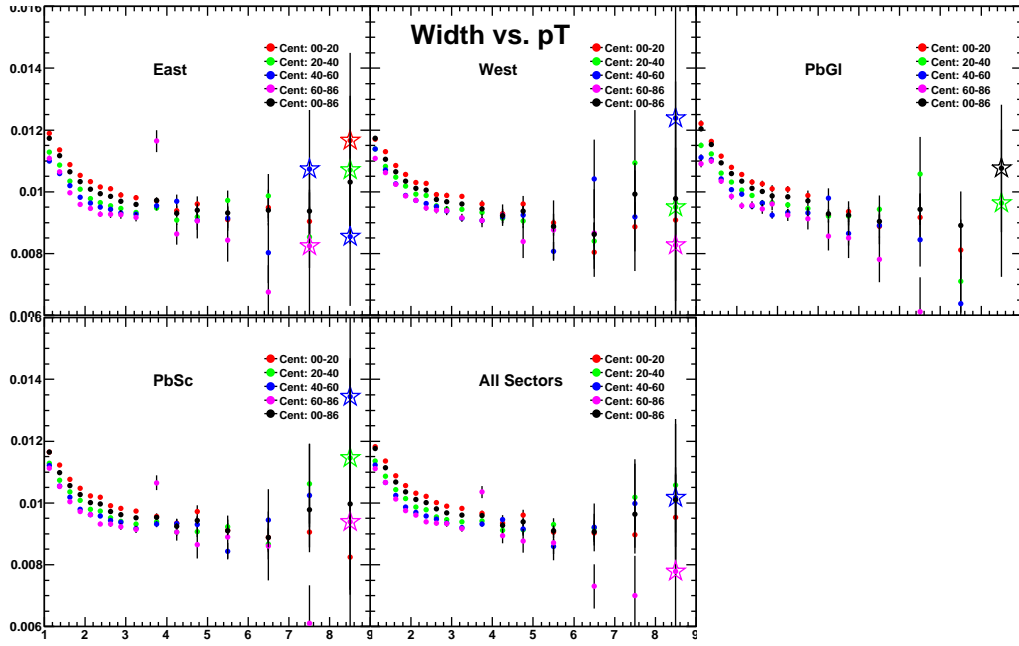 Width vs. pT
0.016
0.014
0.012
0.01
0.008
0.006
East
Cent: 00-20
Cent: 20-40
Cent: 40-60
Cent: 60-86
Cent: 00-86
West
Cent: 00-20
Cent: 20-40
Cent: 40-60
Cent: 60-86
Cent: 00-86
PbGl
Cent: 00-20
Cent: 20-40
Cent: 40-60
Cent: 60-86
Cent: 00-86
0.014
0.012
0.01
0.008
0.006
PbSc
Cent: 00-20
Cent: 20-40
Cent: 40-60
Cent: 60-86
Cent: 00-86
All Sectors
Cent: 00-20
Cent: 20-40
Cent: 40-60
Cent: 60-86
Cent: 00-86
1 2 3 4 5 6 7 8 9
2 3 4 5 6 7 8 9